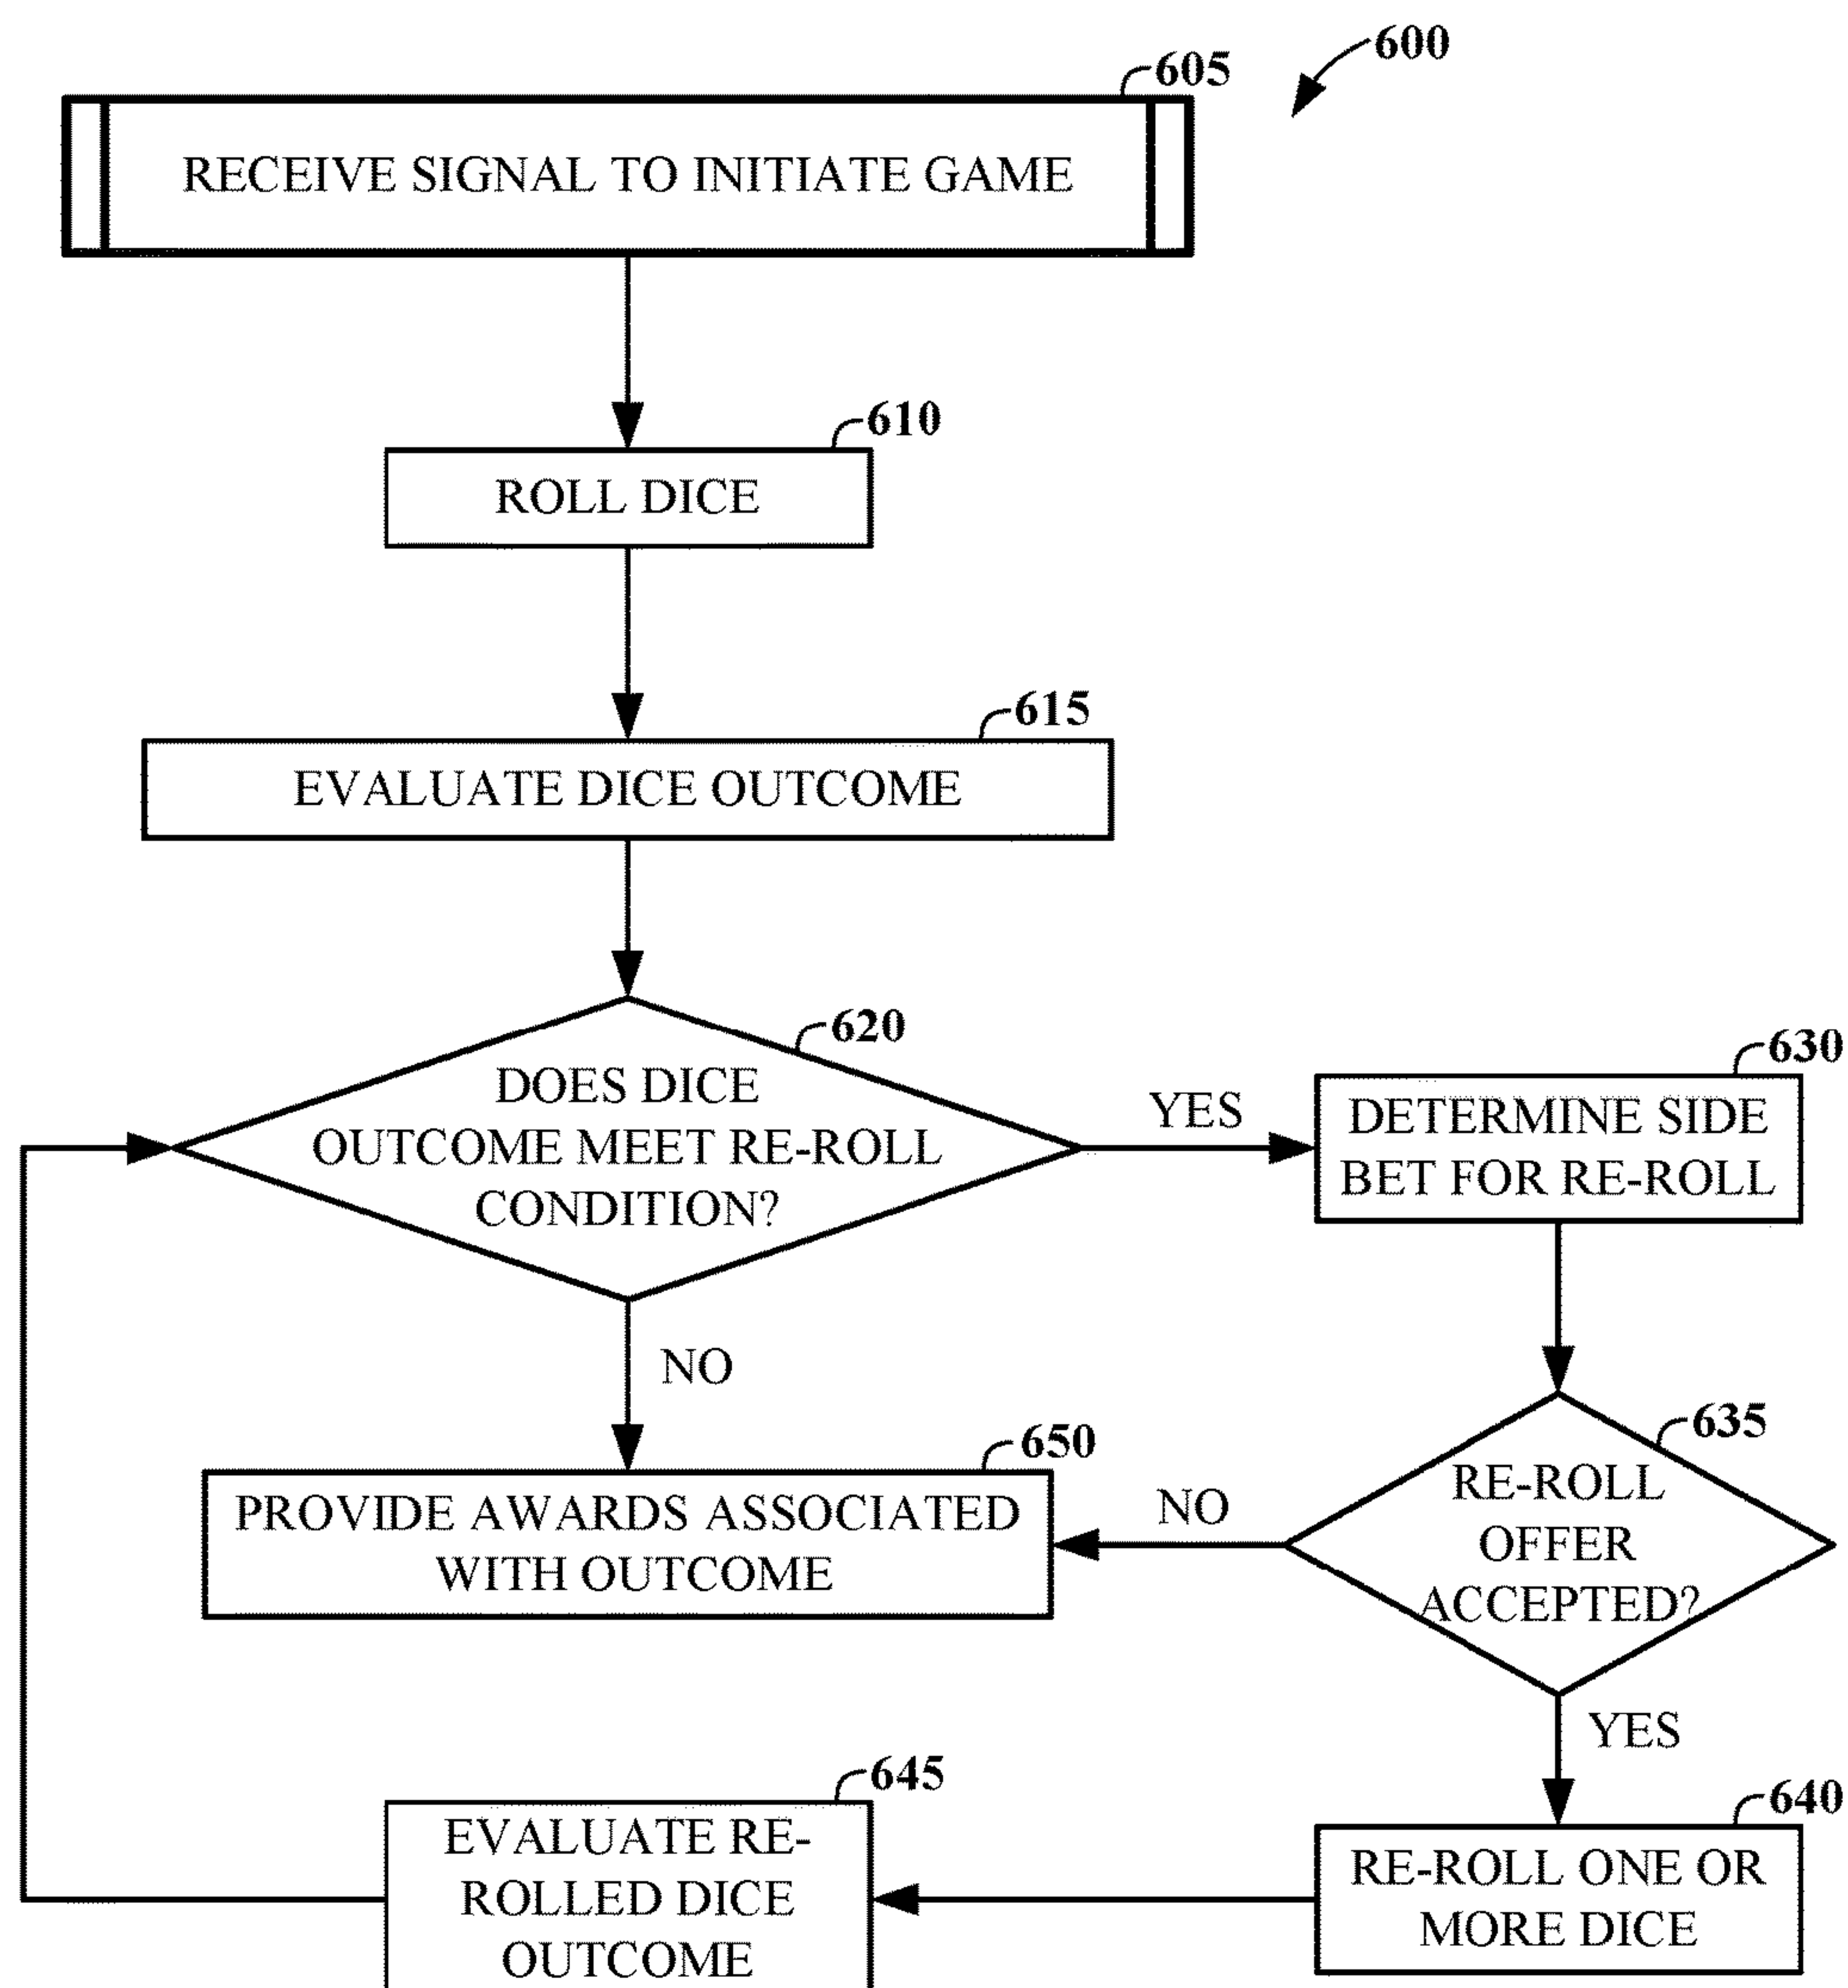 600
605
RECEIVE SIGNAL TO INITIATE GAME
610
ROLL DICE
615
EVALUATE DICE OUTCOME
620
DOES DICE
OUTCOME MEET RE-ROLL
CONDITION?
YES
630
DETERMINE SIDE
BET FOR RE-ROLL
NO
635
RE-ROLL
OFFER
ACCEPTED?
NO
650
PROVIDE AWARDS ASSOCIATED
WITH OUTCOME
YES
640
RE-ROLL ONE OR
MORE DICE
645
EVALUATE RE-
ROLLED DICE
OUTCOME